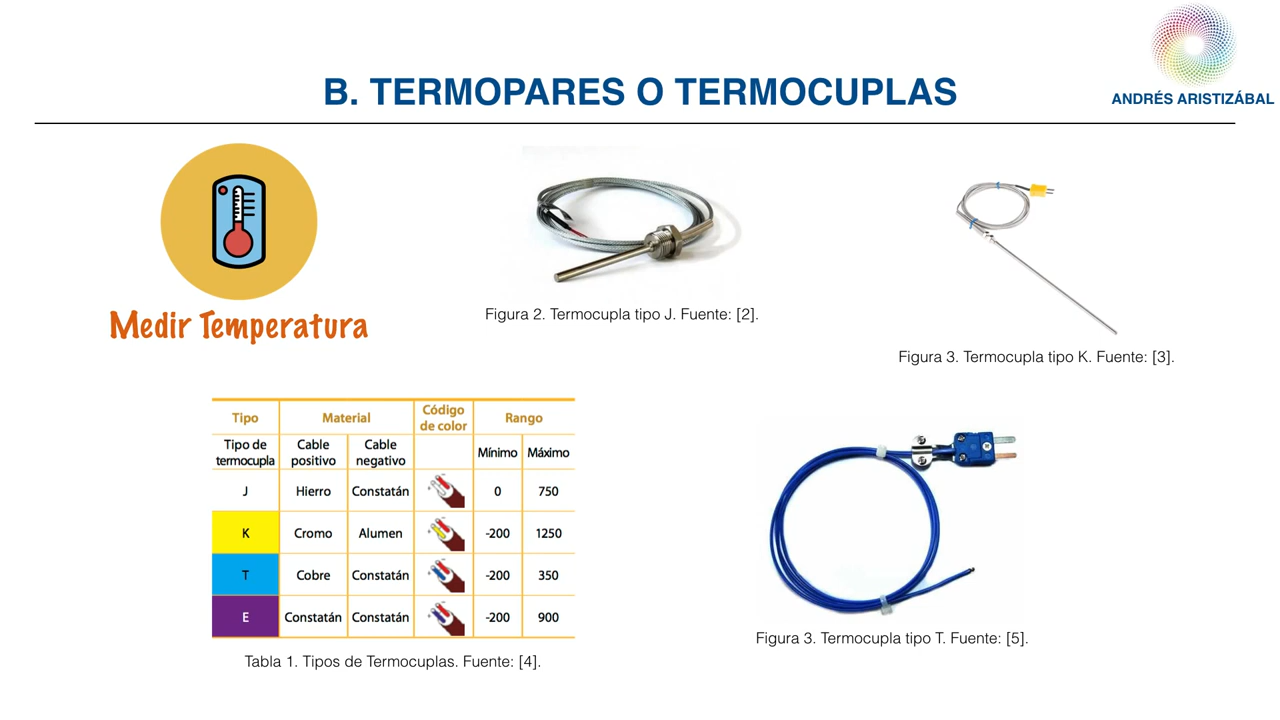 B. TERMOPARES O TERMOCUPLAS
ANDRÉS ARISTIZÁBAL
Medir Temperatura
Figura 2. Termocupla tipo J. Fuente: [2].
Figura 3. Termocupla tipo K. Fuente: [3].
Tipo Material Código de color Rango
Tipo de termocupla Cable positivo Cable negativo Mínimo Máximo
J Hierro Constatán 0 750
K Cromo Alumen -200 1250
T Cobre Constatán -200 350
E Constatán Constatán -200 900
Tabla 1. Tipos de Termocuplas. Fuente: [4].
Figura 3. Termocupla tipo T. Fuente: [5].